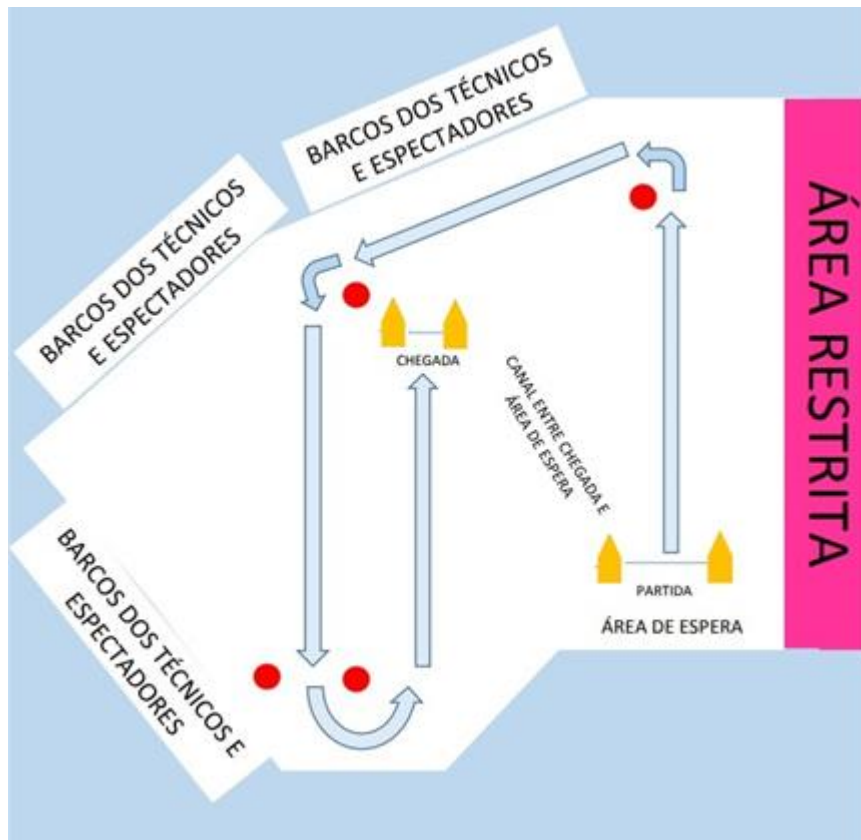 BARCOS DOS TÉCNICOS
E ESPECTADORES
BARCOS DOS TÉCNICOS
E ESPECTADORES
ÁREA RESTRITA
CHEGADA
CANAL ENTRE CHEGADA E
ÁREA DE ESPERA
PARTIDA
ÁREA DE ESPERA
BARCOS DOS TÉCNICOS E
ESPECTADORES